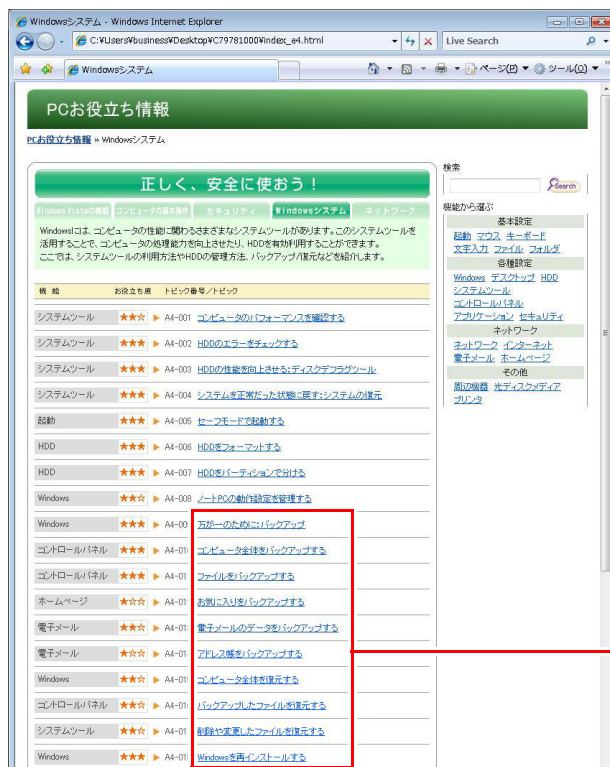 Windowsシステム - Windows Internet Explorer
C:¥Users¥business¥Desktop¥C79781000¥index_a4.html
Live Search
Windowsシステム
ページ(P) ツール(O)
PCお役立ち情報
PCお役立ち情報 » Windowsシステム
正しく、安全に使おう！
Windows Vistaの機能 コンピュータの基本操作 セキュリティ Windowsシステム ネットワーク
Windowsには、コンピュータの性能に関わるさまざまなシステムツールがあります。このシステムツールを
活用することで、コンピュータの処理能力を向上させたり、HDDを有効利用することができます。
ここでは、システムツールの利用方法やHDDの管理方法、バックアップ/復元などを紹介します。
機 能 お役立ち度 トピック番号/トピック
システムツール ★★☆ ▶ A4-001 コンピュータのパフォーマンスを確認する
システムツール ★★☆ ▶ A4-002 HDDのエラーをチェックする
システムツール ★★☆ ▶ A4-003 HDDの性能を向上させる:ディスクデフラグツール
システムツール ★★☆ ▶ A4-004 システムを正常だった状態に戻す:システムの復元
起動 ★★★ ▶ A4-005 セーフモードで起動する
HDD ★★★ ▶ A4-006 HDDをフォーマットする
HDD ★★★ ▶ A4-007 HDDをパーティションで分ける
Windows ★★☆ ▶ A4-008 ノートPCの動作設定を管理する
Windows ★★★ ▶ A4-00 万が一のために:バックアップ
コントロールパネル ★★★ ▶ A4-01 コンピュータ全体をバックアップする
コントロールパネル ★★★ ▶ A4-01 ファイルをバックアップする
ホームページ ★☆☆ ▶ A4-01 お気に入りをバックアップする
電子メール ★★☆ ▶ A4-01 電子メールのデータをバックアップする
電子メール ★☆☆ ▶ A4-01 アドレス帳をバックアップする
Windows ★★☆ ▶ A4-01 コンピュータ全体を復元する
コントロールパネル ★★☆ ▶ A4-01 バックアップしたファイルを復元する
システムツール ★★☆ ▶ A4-01 削除や変更したファイルを復元する
Windows ★★★ ▶ A4-01 Windowsを再インストールする
検索
Search
機能から選ぶ
基本設定
起動 マウス キーボード
文字入力 ファイル フォルダ
各種設定
Windows デスクトップ HDD
システムツール
コントロールパネル
アプリケーション セキュリティ
ネットワーク
ネットワーク インターネット
電子メール ホームページ
その他
周辺機器 光ディスクメディア
プリンタ